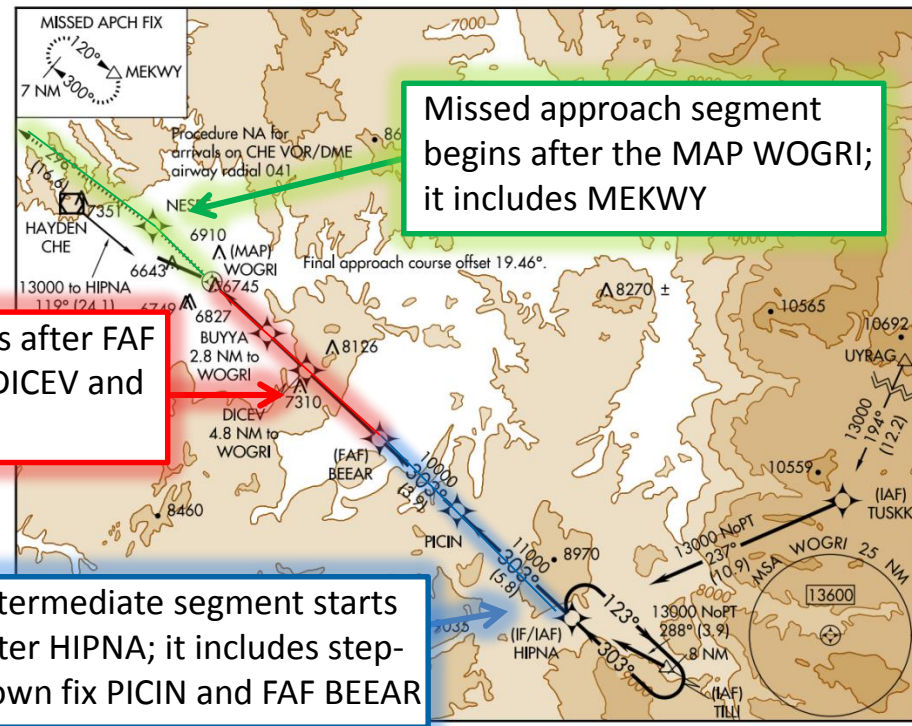 MISSED APCH FIX
120°
MEKWY
300°
7 NM
7000
Procedure NA for
arrivals on CHE VOR/DME
airway radial 041
Missed approach segment
begins after the MAP WOGRI;
it includes MEKWY
296°
(16.6)
7351
HAYDEN
CHE
6910
(MAP)
WOGRI
6643
6745
Final approach course offset 19.46°.
13000 to HIPNA
119° (24.1)
8270 ±
10565
10692
UYRAG
6827
BUYYA
2.8 NM to
WOGRI
8126
s after FAF
DICEV and
7310
DICEV
4.8 NM to
WOGRI
13000
194°
(12.2)
(FAF)
BEEAR
10000
303°
(3.9)
10559
(IAF)
TUSKK
8460
PICIN
13000 NoPT
237°
(10.9)
11000
303°
(5.8)
8970
MSA WOGRI 25 NM
13600
termediate segment starts
ter HIPNA; it includes step-
own fix PICIN and FAF BEEAR
(IF/IAF)
HIPNA
123°
303°
13000 NoPT
288° (3.9)
8 NM
(IAF)
TILLI